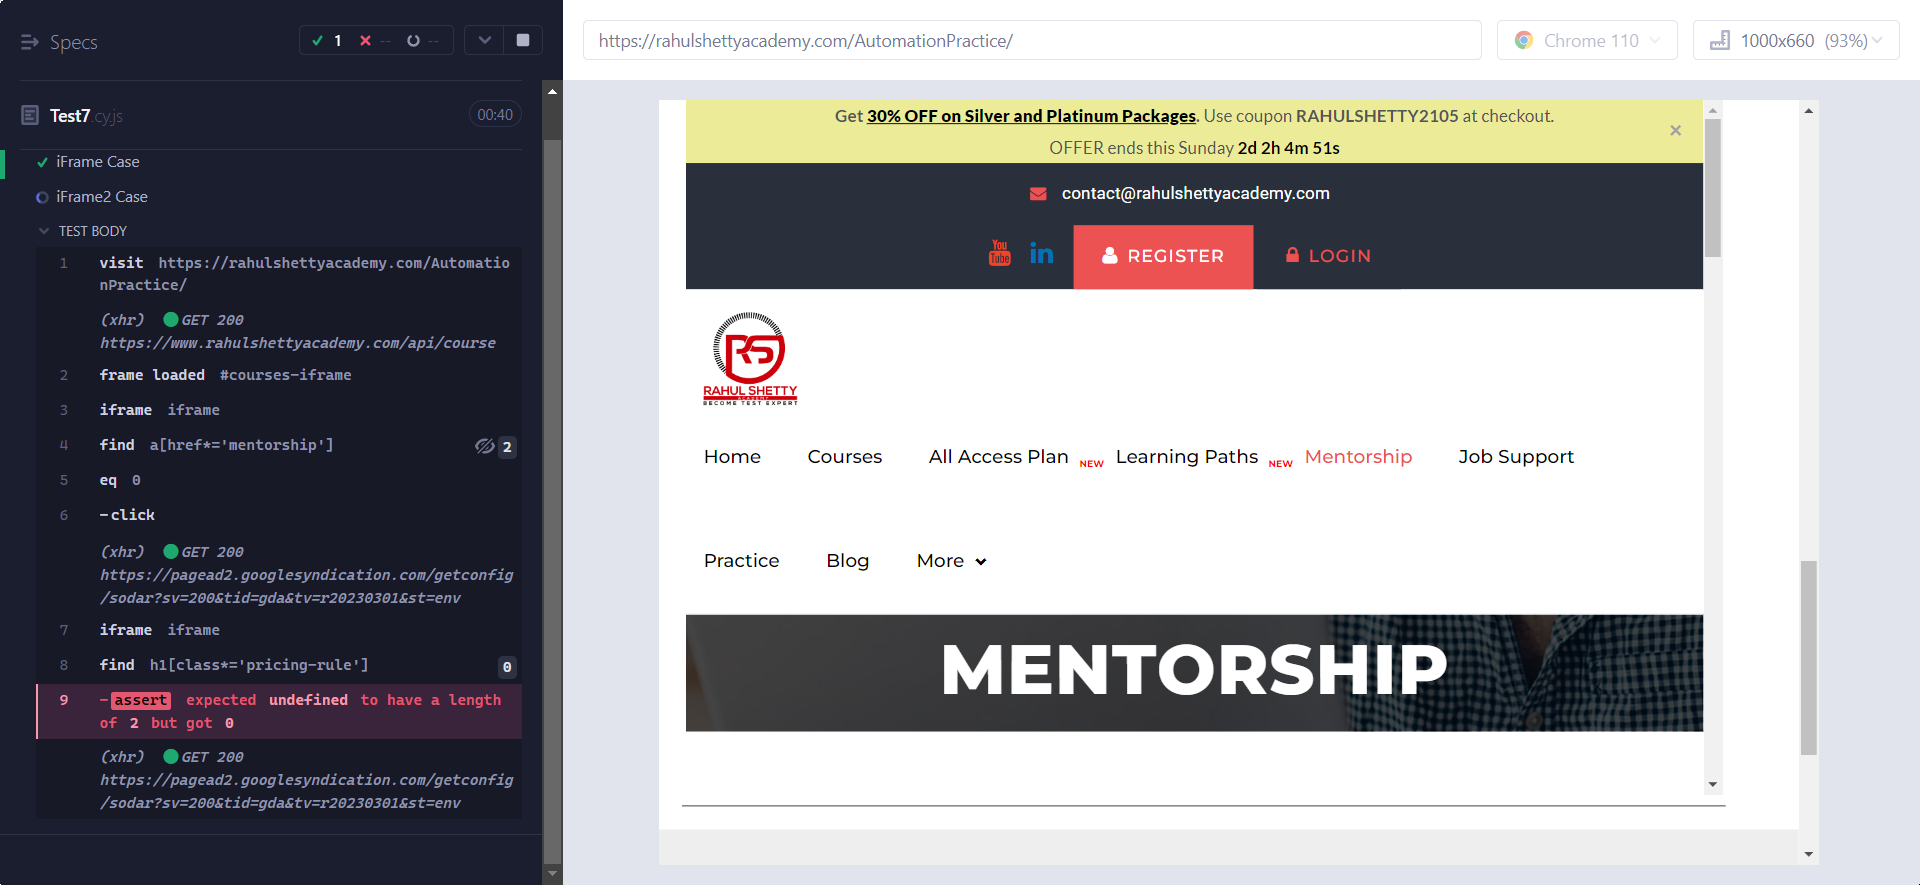 Specs
1 -- --
Test7.cy.js 00:40
iFrame Case
iFrame2 Case
TEST BODY
1 visit https://rahulshettyacademy.com/Automatio
nPractice/
(xhr) GET 200
https://www.rahulshettyacademy.com/api/course
2 frame loaded #courses-iframe
3 iframe iframe
4 find a[href*='mentorship'] 2
5 eq 0
6 -click
(xhr) GET 200
https://pagead2.googlesyndication.com/getconfig
/sodar?sv=200&tid=gda&tv=r20230301&st=env
7 iframe iframe
8 find h1[class*='pricing-rule'] 0
9 -assert expected undefined to have a length
of 2 but got 0
(xhr) GET 200
https://pagead2.googlesyndication.com/getconfig
/sodar?sv=200&tid=gda&tv=r20230301&st=env
https://rahulshettyacademy.com/AutomationPractice/
Chrome 110
1000x660 (93%)
Get 30% OFF on Silver and Platinum Packages. Use coupon RAHULSHETTY2105 at checkout.
OFFER ends this Sunday 2d 2h 4m 51s
×
contact@rahulshettyacademy.com
You Tube in REGISTER LOGIN
RS
RAHUL SHETTY
ACADEMY
BECOME TEST EXPERT
Home Courses All Access Plan NEW Learning Paths NEW Mentorship Job Support
Practice Blog More
MENTORSHIP